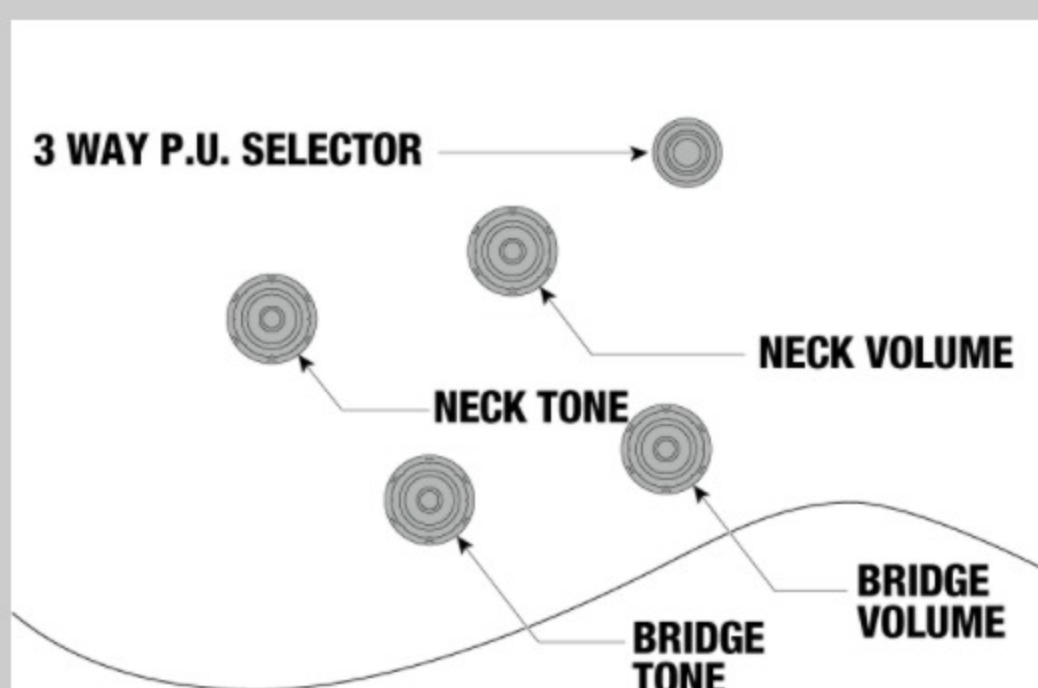 3 WAY P.U. SELECTOR
NECK VOLUME
NECK TONE
BRIDGE
VOLUME
BRIDGE
TONE